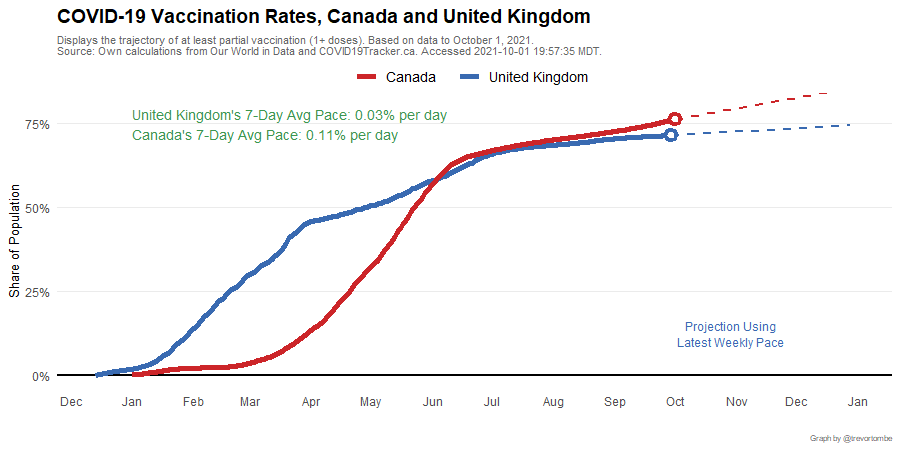 COVID-19 Vaccination Rates, Canada and United Kingdom
Displays the trajectory of at least partial vaccination (1+ doses). Based on data to October 1, 2021.
Source: Own calculations from Our World in Data and COVID19Tracker.ca. Accessed 2021-10-01 19:57:35 MDT.
Canada United Kingdom
United Kingdom's 7-Day Avg Pace: 0.03% per day
Canada's 7-Day Avg Pace: 0.11% per day
75%
50%
25%
0%
Share of Population
Projection Using
Latest Weekly Pace
Dec Jan Feb Mar Apr May Jun Jul Aug Sep Oct Nov Dec Jan
Graph by @trevortombe